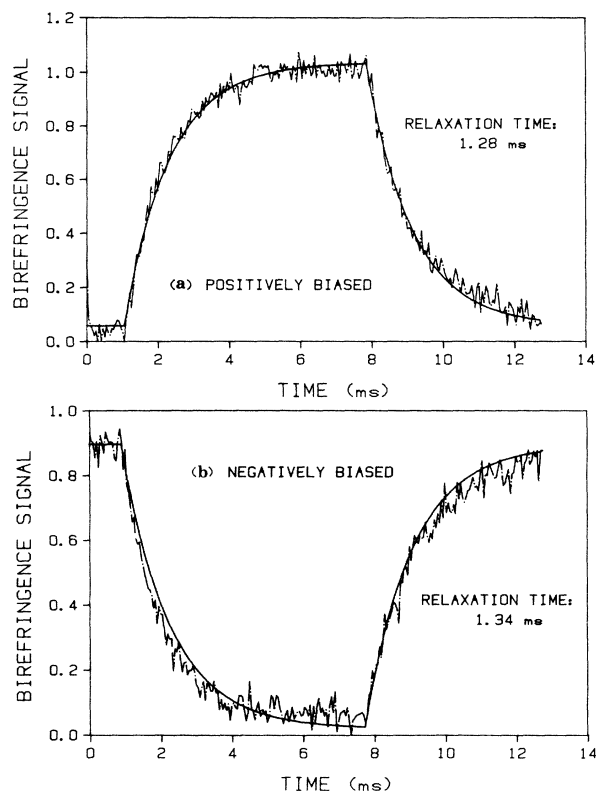 1.2
1.0
0.8
0.6
0.4
0.2
0.0
BIREFRINGENCE SIGNAL
RELAXATION TIME:
1.28 ms
(a) POSITIVELY BIASED
0 2 4 6 8 10 12 14
TIME (ms)
1.0
0.8
0.6
0.4
0.2
0.0
BIREFRINGENCE SIGNAL
(b) NEGATIVELY BIASED
RELAXATION TIME:
1.34 ms
0 2 4 6 8 10 12 14
TIME (ms)